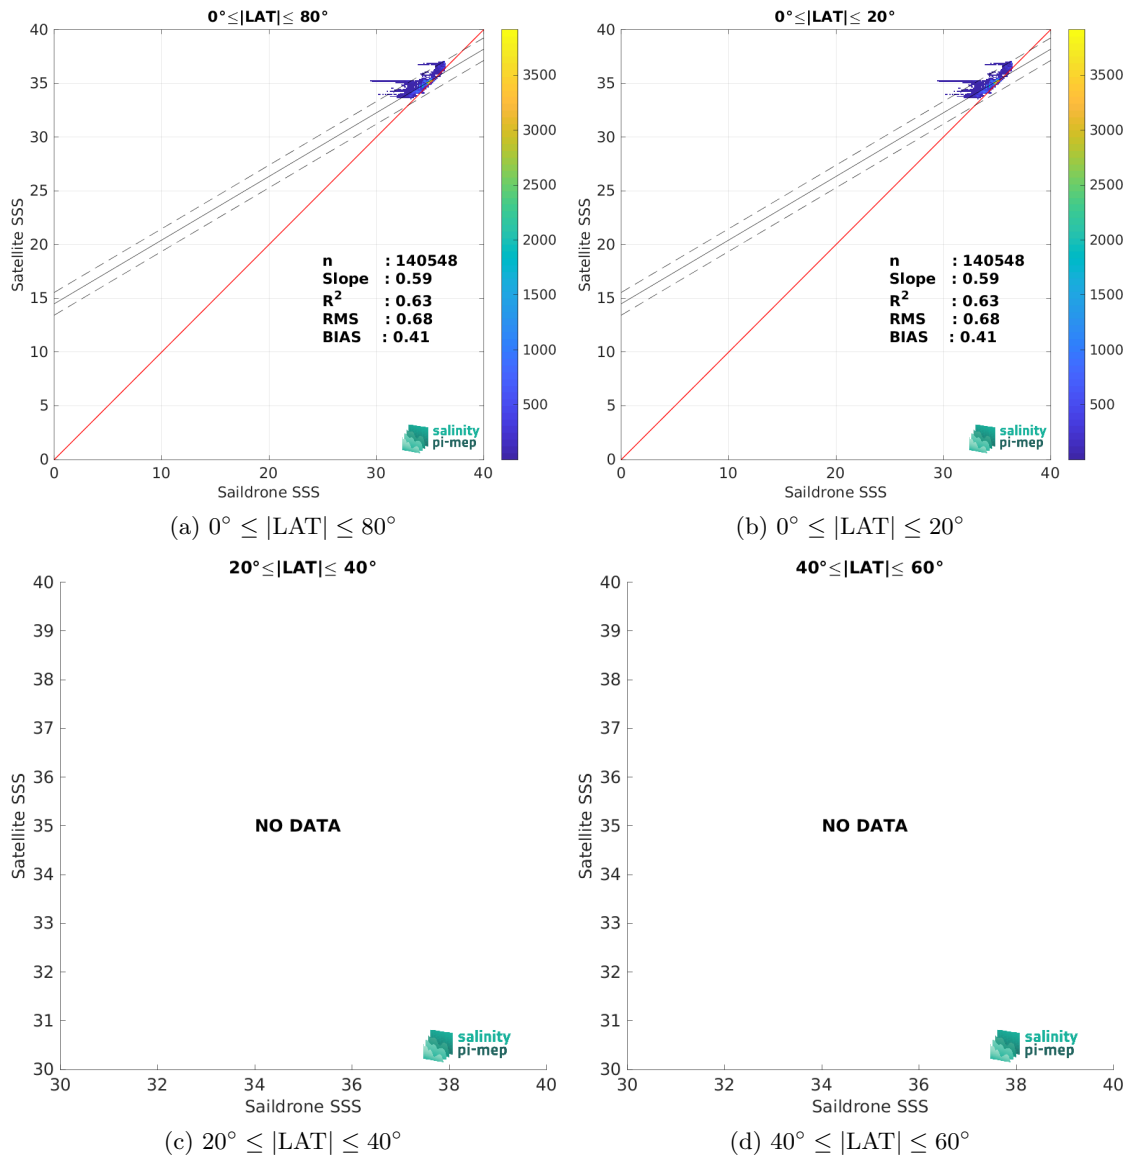 0°≤|LAT|≤ 80°
40
35
30
25
20
15
10
5
0
Satellite SSS
0
10
20
30
40
Saildrone SSS
n : 140548
Slope : 0.59
R² : 0.63
RMS : 0.68
BIAS : 0.41
salinity
pi-mep
3500
3000
2500
2000
1500
1000
500
(a) 0° ≤ |LAT| ≤ 80°
0°≤|LAT|≤ 20°
40
35
30
25
20
15
10
5
0
Satellite SSS
0
10
20
30
40
Saildrone SSS
n : 140548
Slope : 0.59
R² : 0.63
RMS : 0.68
BIAS : 0.41
salinity
pi-mep
3500
3000
2500
2000
1500
1000
500
(b) 0° ≤ |LAT| ≤ 20°
20°≤|LAT|≤ 40°
40
39
38
37
36
35
34
33
32
31
30
Satellite SSS
NO DATA
salinity
pi-mep
30
32
34
36
38
40
Saildrone SSS
(c) 20° ≤ |LAT| ≤ 40°
40°≤|LAT|≤ 60°
40
39
38
37
36
35
34
33
32
31
30
Satellite SSS
NO DATA
salinity
pi-mep
30
32
34
36
38
40
Saildrone SSS
(d) 40° ≤ |LAT| ≤ 60°